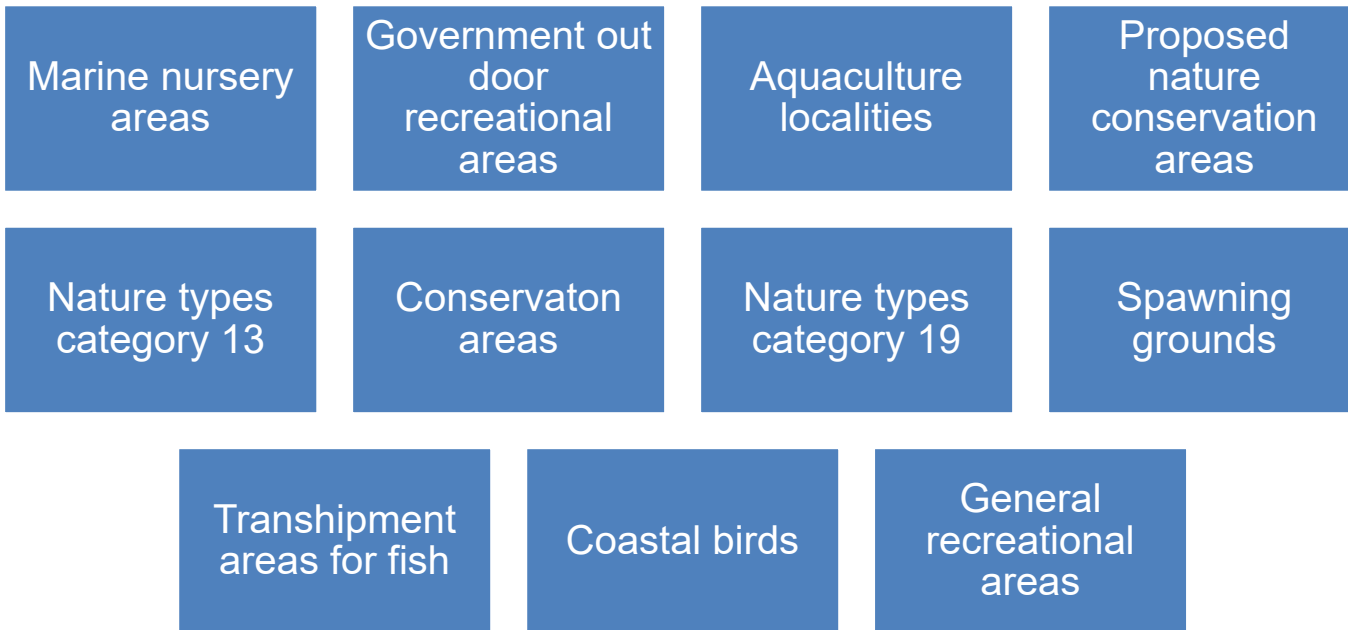 Marine nursery
areas
Government out
door
recreational
areas
Aquaculture
localities
Proposed
nature
conservation
areas
Nature types
category 13
Conservaton
areas
Nature types
category 19
Spawning
grounds
Transhipment
areas for fish
Coastal birds
General
recreational
areas